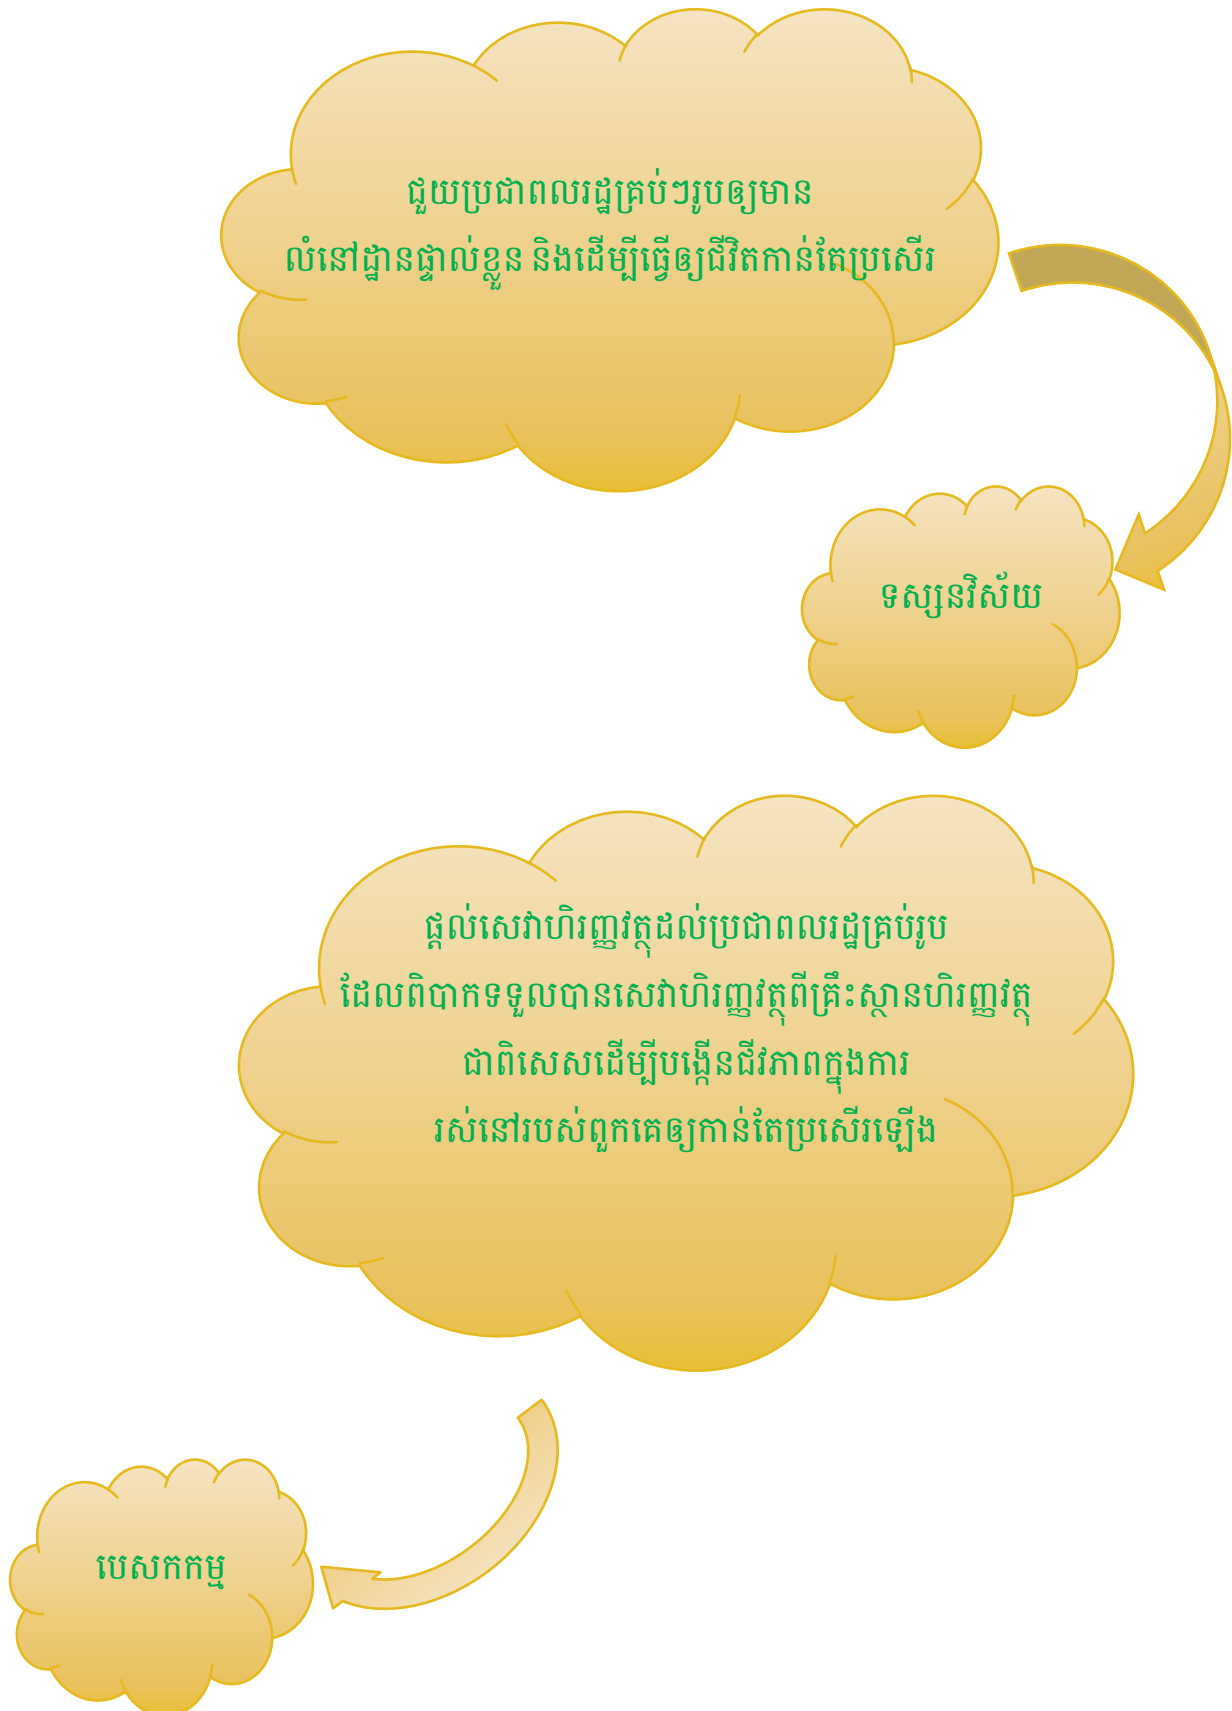 ជួយប្រជាពលរដ្ឋគ្រប់ៗរូបឲ្យមាន
លំនៅដ្ឋានផ្ទាល់ខ្លួន និងដើម្បីធ្វើឲ្យជីវិតកាន់តែប្រសើរ
ទស្សនវិស័យ
ផ្តល់សេវាហិរញ្ញវត្ថុដល់ប្រជាពលរដ្ឋគ្រប់រូប
ដែលពិបាកទទួលបានសេវាហិរញ្ញវត្ថុពីគ្រឹះស្ថានហិរញ្ញវត្ថុ
ជាពិសេសដើម្បីបង្កើនជីវភាពក្នុងការ
រស់នៅរបស់ពួកគេឲ្យកាន់តែប្រសើរឡើង
បេសកកម្ម